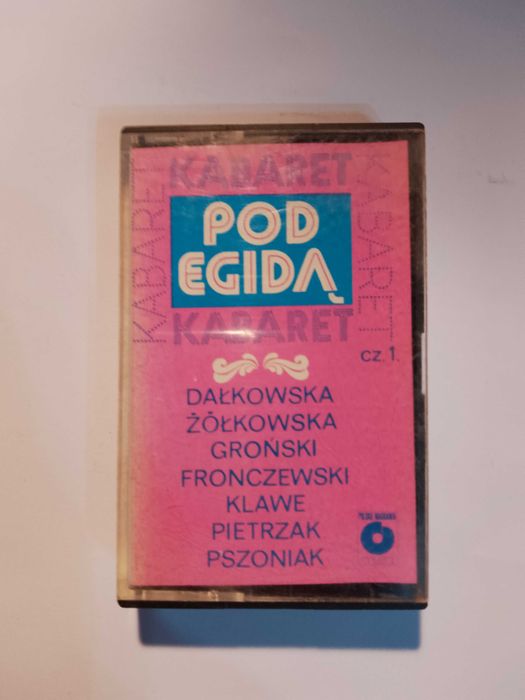 KABARET
KABARET
KABARET
POD
EGIDĄ
KABARET
cz. 1.
DAŁKOWSKA
ŻÓŁKOWSKA
GROŃSKI
FRONCZEWSKI
KLAWE
PIETRZAK
PSZONIAK